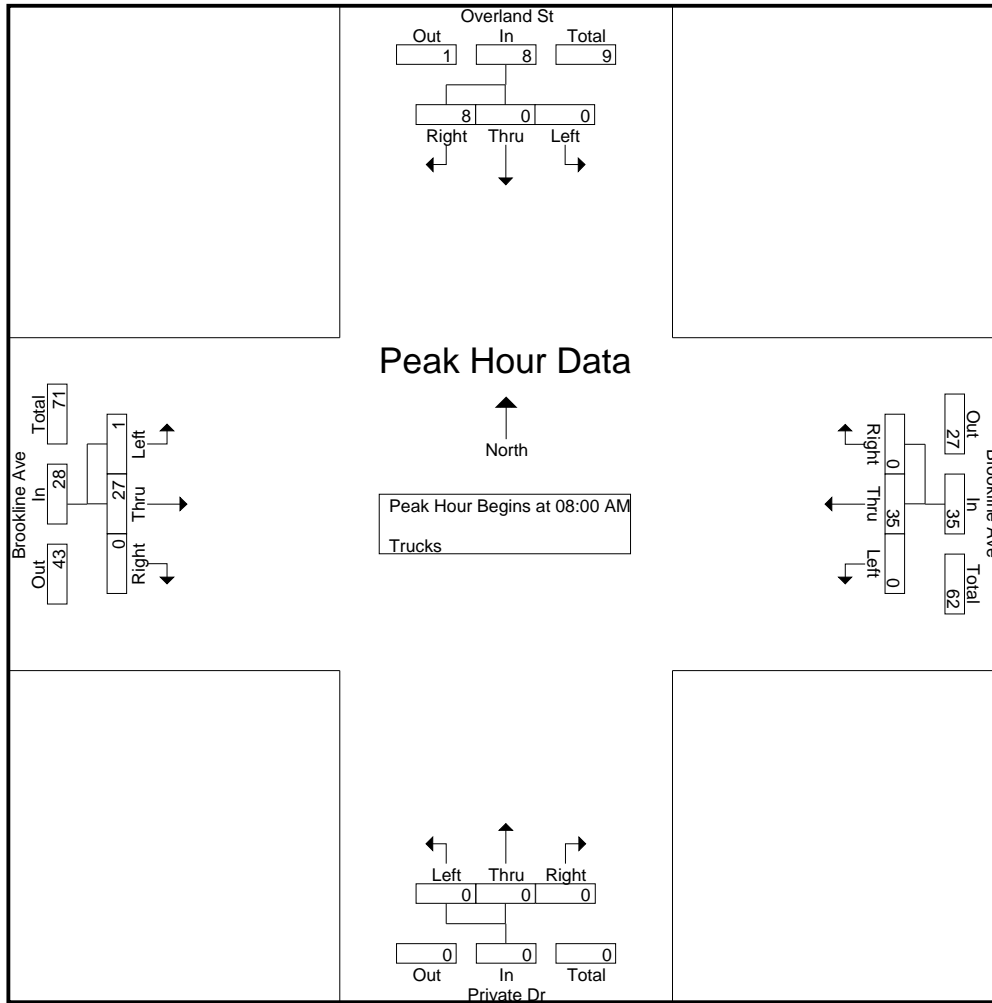 Overland St
Out In Total
1 8 9
8 0 0
Right Thru Left
Peak Hour Data
North
Peak Hour Begins at 08:00 AM
Trucks
Brookline Ave
Total In Out
71 28 43
1 27 0
Left Thru Right
Brookline Ave
Out In Total
27 35 62
0 35 0
Right Thru Left
Left Thru Right
0 0 0
0 0 0
Out In Total
Private Dr